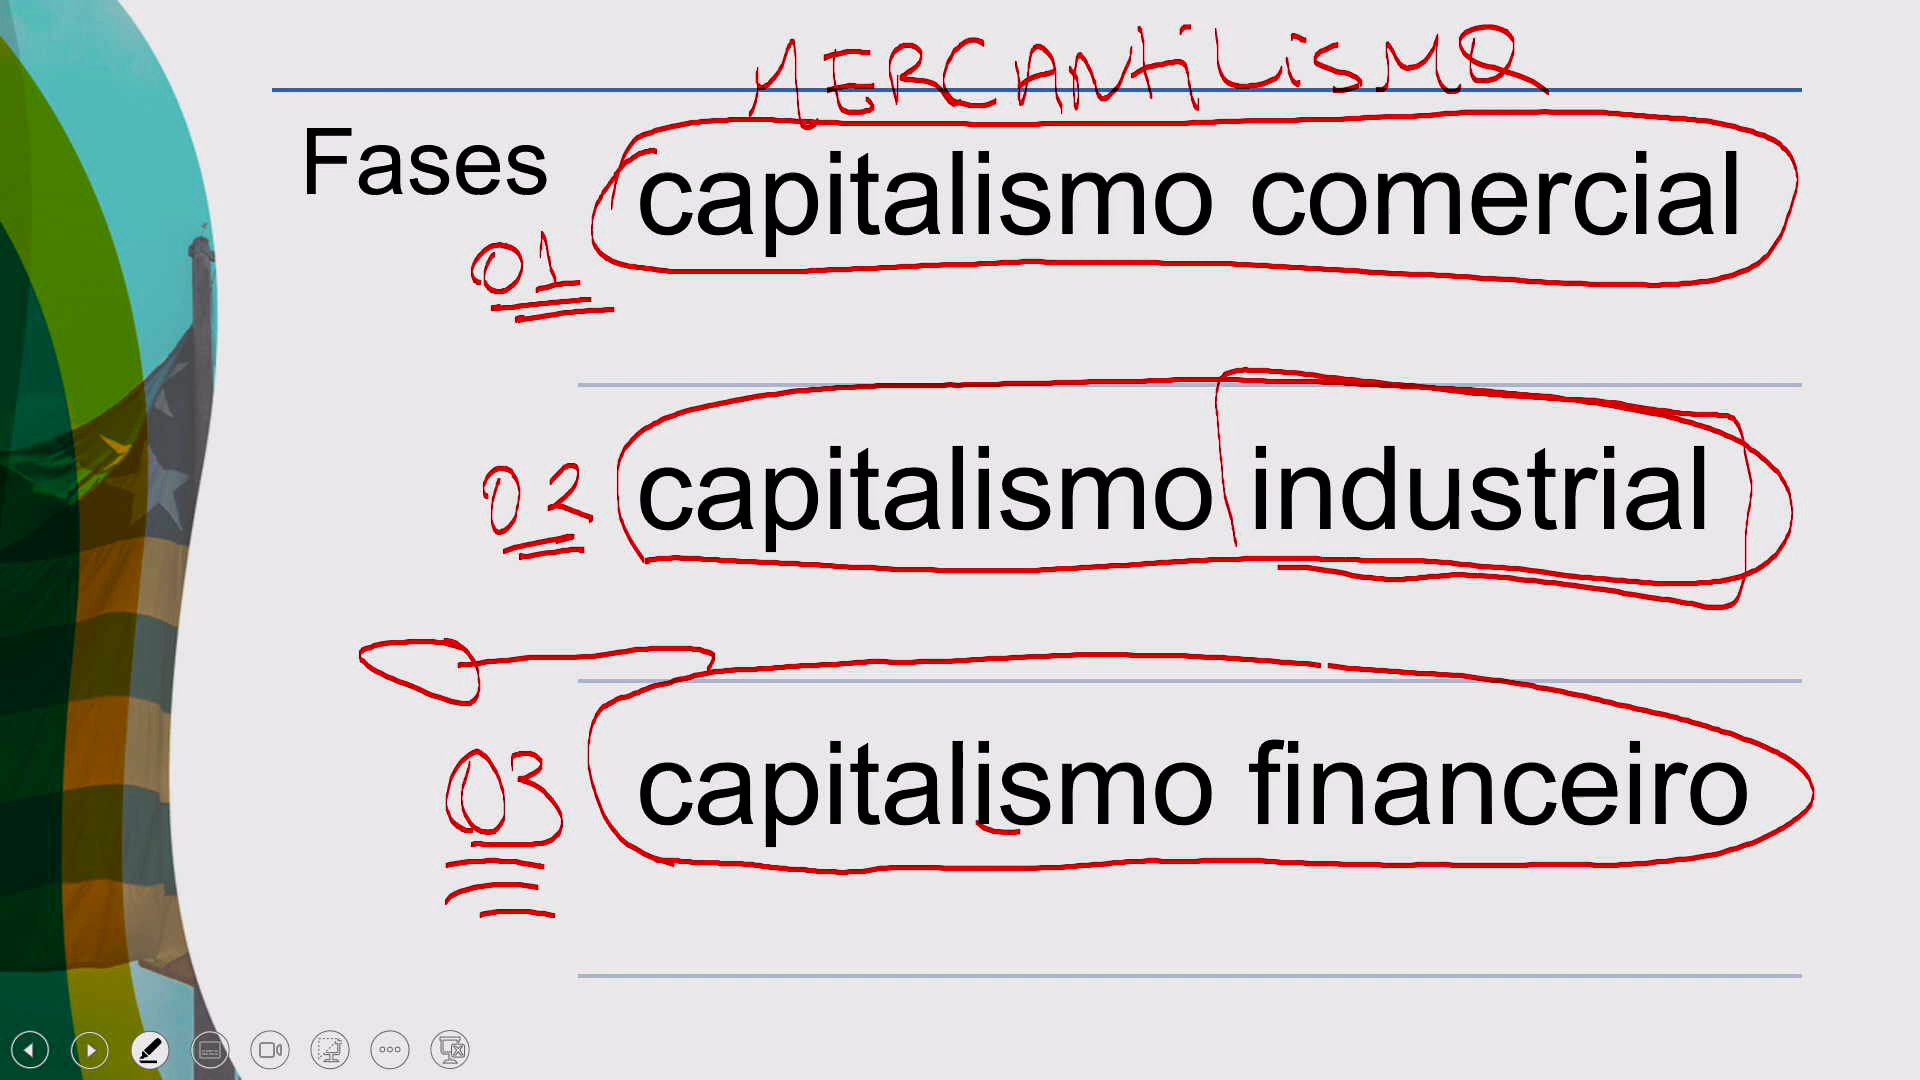 MERCANTILISMO
Fases capitalismo comercial
01
02 capitalismo industrial
03 capitalismo financeiro